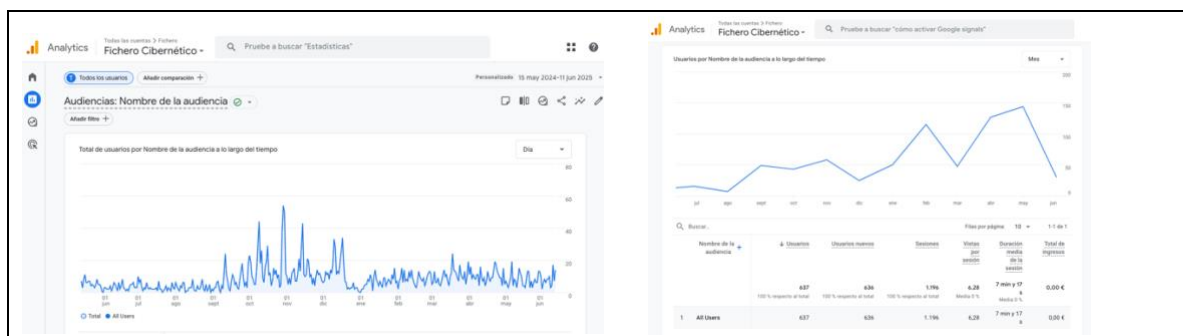 Todas las cuentas > Fichero
Analytics Fichero Cibernético
Pruebe a buscar "Estadísticas"
T Todos los usuarios Añadir comparación +
Personalizado 15 may 2024-11 jun 2025
Audiencias: Nombre de la audiencia
Añadir filtro +
Total de usuarios por Nombre de la audiencia a lo largo del tiempo
Día
80
60
40
20
0
01 jun
01 jul
01 ago
01 sept
01 oct
01 nov
01 dic
01 ene
01 feb
01 mar
01 abr
01 may
01 jun
Total All Users
Todas las cuentas > Fichero
Analytics Fichero Cibernético
Pruebe a buscar "cómo activar Google signals"
Usuarios por Nombre de la audiencia a lo largo del tiempo
Mes
200
150
100
50
0
jul ago sept oct nov dic ene feb mar abr may jun
Buscar...
Filas por página: 10 1-1 de 1
Nombre de la audiencia + Usuarios Usuarios nuevos Sesiones Vistas por sesión Duración media de la sesión Total de ingresos
637 636 1.196 6,28 7 min y 17 s 0,00 €
100 % respecto al total 100 % respecto al total 100 % respecto al total Media 0 % Media 0 %
1 All Users 637 636 1.196 6,28 7 min y 17 s 0,00 €